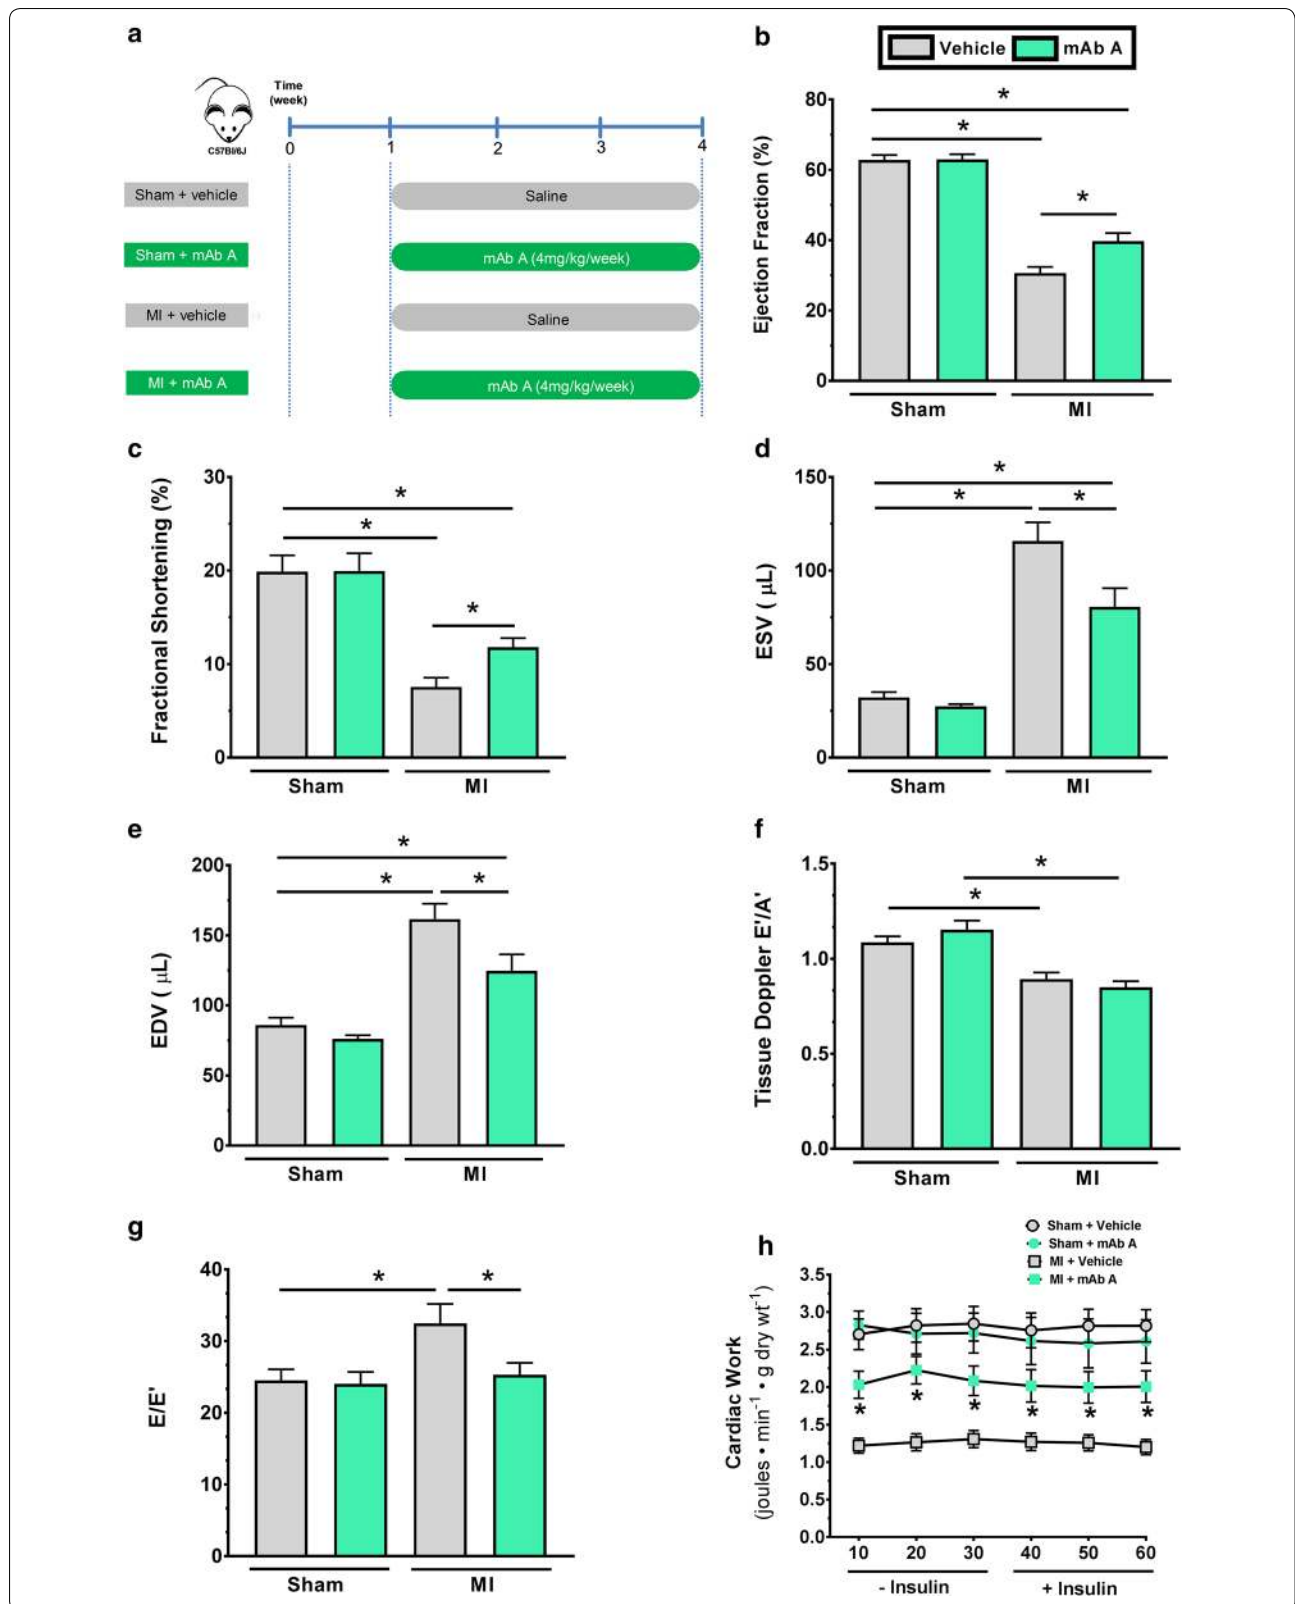 a
Time
(week)
C57Bl/6J
0
1
2
3
4
Sham + vehicle
Saline
Sham + mAb A
mAb A (4mg/kg/week)
MI + vehicle
Saline
MI + mAb A
mAb A (4mg/kg/week)
b
Vehicle
mAb A
Ejection Fraction (%)
80
60
40
20
0
*
*
*
Sham
MI
c
Fractional Shortening (%)
30
20
10
0
*
*
*
Sham
MI
d
ESV ( μL)
150
100
50
0
*
*
*
Sham
MI
e
EDV ( μL)
200
150
100
50
0
*
*
*
Sham
MI
f
Tissue Doppler E'/A'
1.5
1.0
0.5
0.0
*
*
Sham
MI
g
E/E'
40
30
20
10
0
*
*
Sham
MI
h
Sham + Vehicle
Sham + mAb A
MI + Vehicle
MI + mAb A
Cardiac Work
(joules • min⁻¹ • g dry wt⁻¹)
3.5
3.0
2.5
2.0
1.5
1.0
0.5
0.0
* * * * * *
10 20 30 40 50 60
- Insulin
+ Insulin